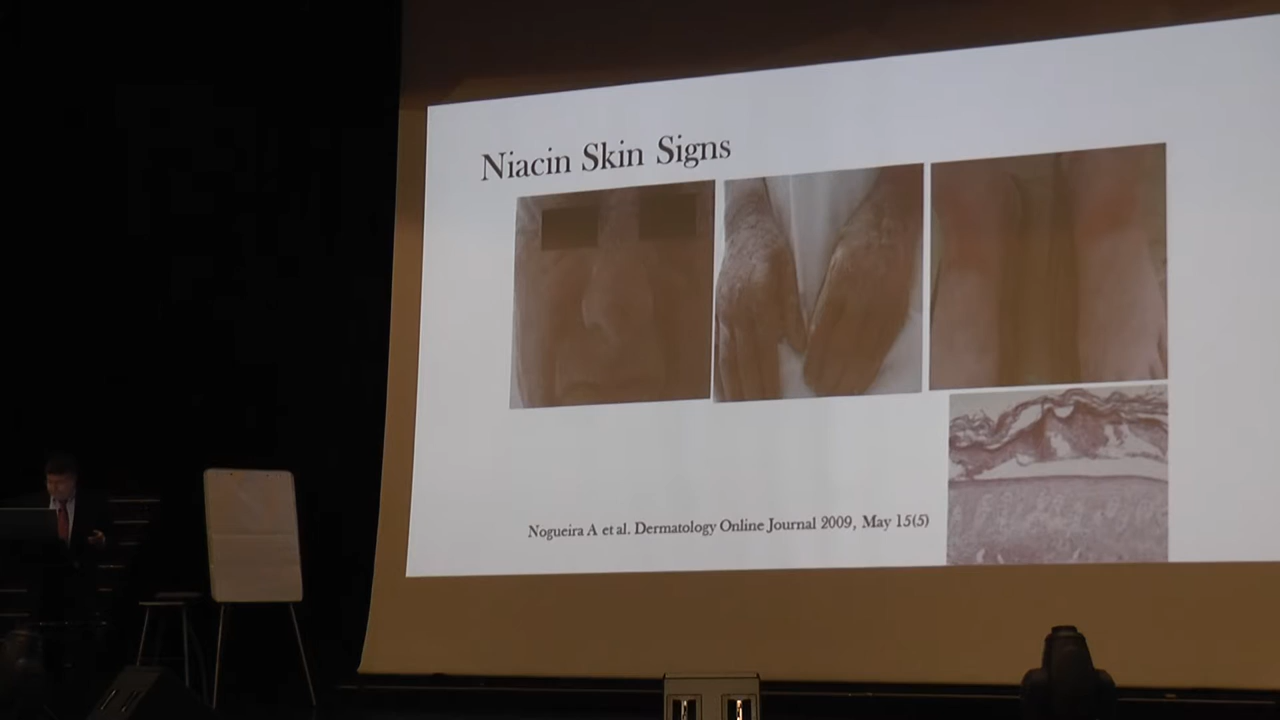 Niacin Skin Signs
Nogueira A et al. Dermatology Online Journal 2009, May 15(5)